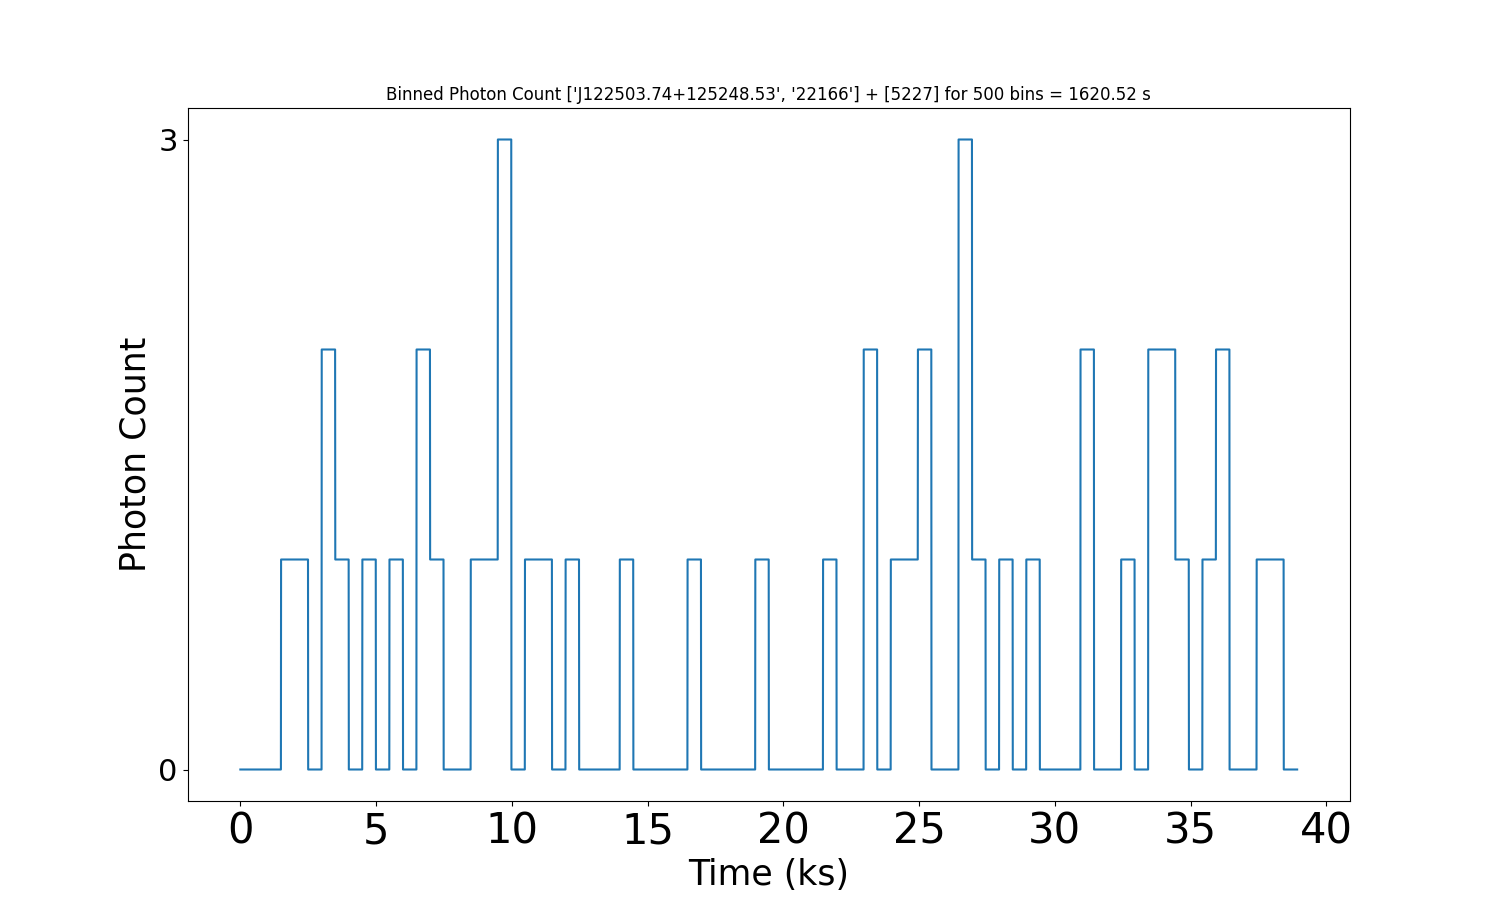 Binned Photon Count ['J122503.74+125248.53', '22166'] + [5227] for 500 bins = 1620.52 s
3
Photon Count
0
0 5 10 15 20 25 30 35 40
Time (ks)